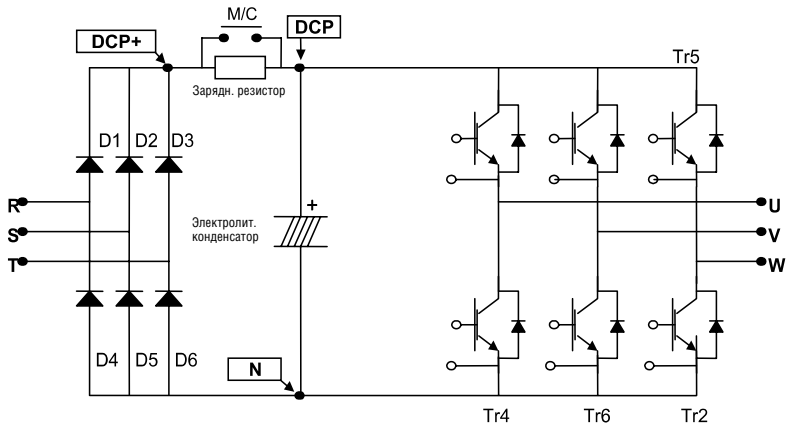 M/C
DCP
DCP+
Tr5
Зарядн. резистор
D1 D2 D3
R
S
T
+
Электролит.
конденсатор
U
V
W
D4 D5 D6
N
Tr4 Tr6 Tr2